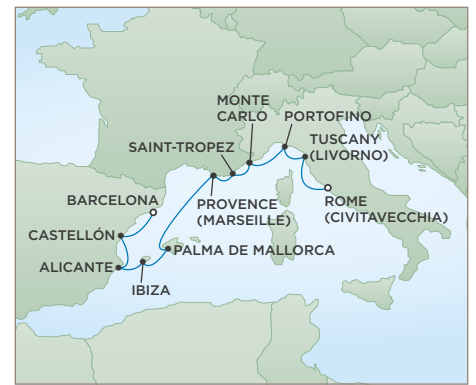 MONTE
CARLO
PORTOFINO
SAINT-TROPEZ
TUSCANY
(LIVORNO)
BARCELONA
PROVENCE
(MARSEILLE)
ROME
(CIVITAVECCHIA)
CASTELLÓN
PALMA DE MALLORCA
ALICANTE
IBIZA